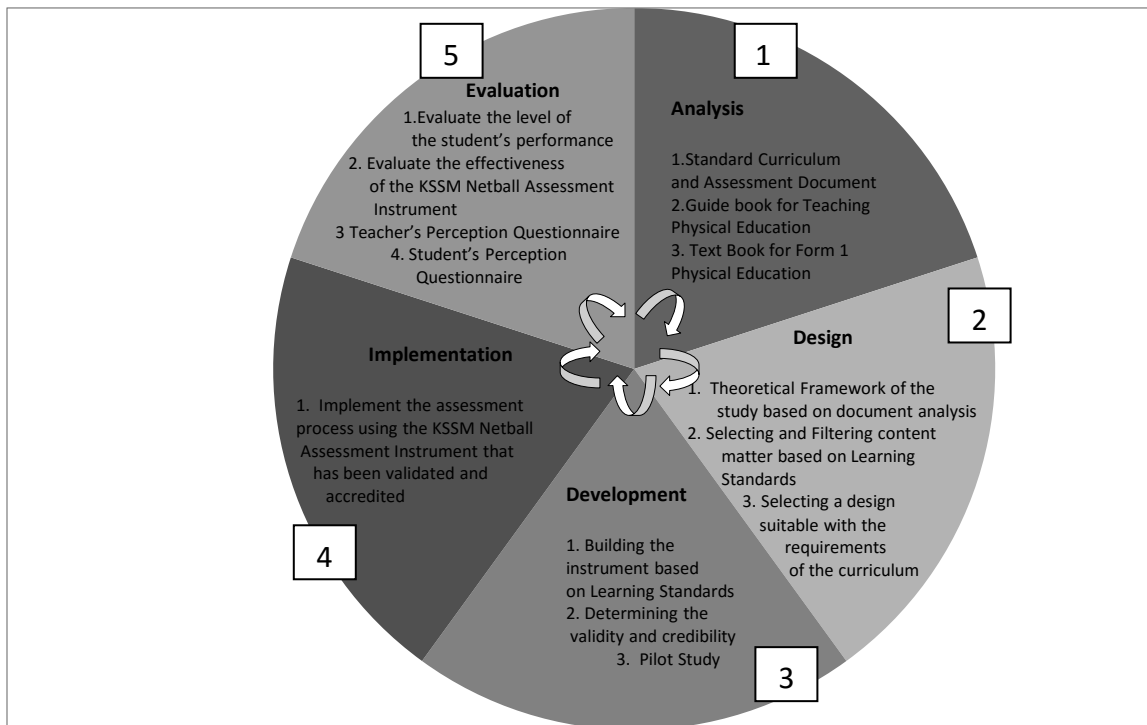 1
Analysis
1.Standard Curriculum
and Assessment Document
2.Guide book for Teaching
Physical Education
3. Text Book for Form 1
Physical Education
2
Design
1. Theoretical Framework of the
study based on document analysis
2. Selecting and Filtering content
matter based on Learning
Standards
3. Selecting a design
suitable with the
requirements
of the curriculum
Development
1. Building the
instrument based
on Learning Standards
2. Determining the
validity and credibility
3. Pilot Study
3
Implementation
1. Implement the assessment
process using the KSSM Netball
Assessment Instrument that
has been validated and
accredited
4
5
Evaluation
1.Evaluate the level of
the student’s performance
2. Evaluate the effectiveness
of the KSSM Netball Assessment
Instrument
3 Teacher’s Perception Questionnaire
4. Student’s Perception
Questionnaire